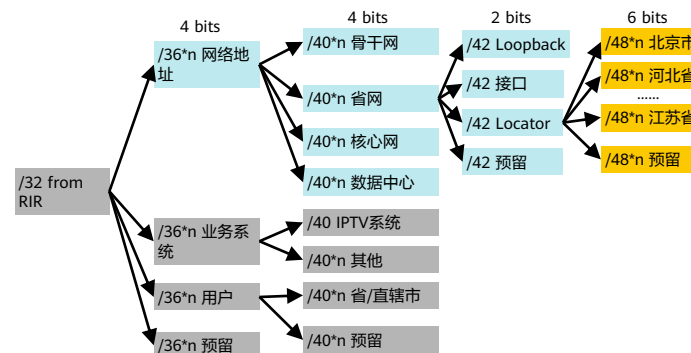 4 bits
4 bits
2 bits
6 bits
/32 from
RIR
/36*n 网络地
址
/36*n 业务系
统
/36*n 用户
/36*n 预留
/40*n 骨干网
/40*n 省网
/40*n 核心网
/40*n 数据中心
/40 IPTV系统
/40*n 其他
/40*n 省/直辖市
/40*n 预留
/42 Loopback
/42 接口
/42 Locator
/42 预留
/48*n 北京市
/48*n 河北省
......
/48*n 江苏省
/48*n 预留